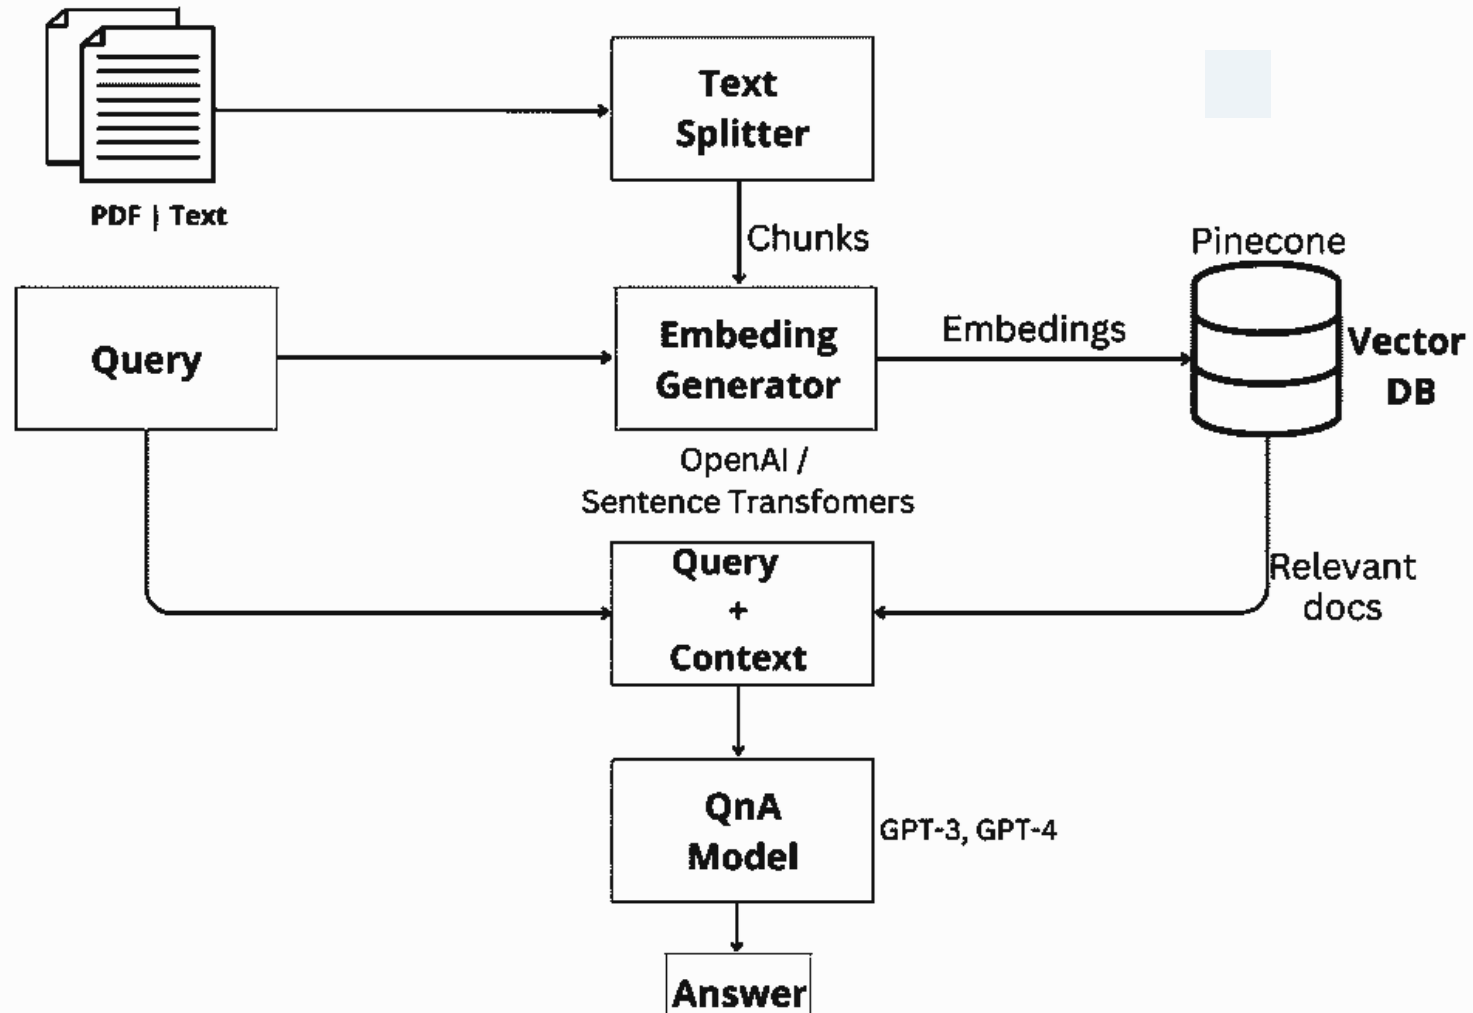 Text
Splitter
PDF | Text
Chunks
Pinecone
Query
Embeding
Generator
Embedings
Vector
DB
OpenAI /
Sentence Transfomers
Query
+
Context
Relevant
docs
QnA
Model
GPT-3, GPT-4
Answer